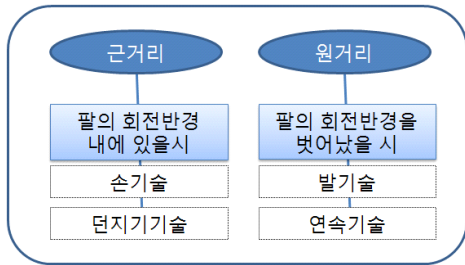 근거리
팔의 회전반경
내에 있을시
손기술
던지기기술
원거리
팔의 회전반경을
벗어났을 시
발기술
연속기술